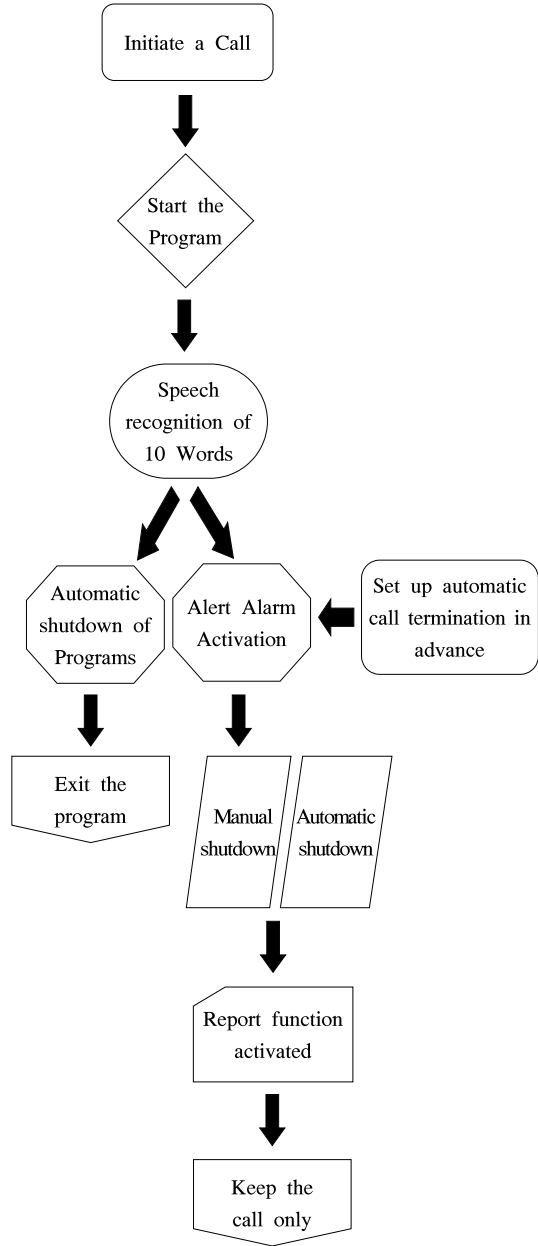 Initiate a Call
Start the
Program
Speech
recognition of
10 Words
Automatic
shutdown of
Programs
Alert Alarm
Activation
Set up automatic
call termination in
advance
Exit the
program
Manual
shutdown
Automatic
shutdown
Report function
activated
Keep the
call only